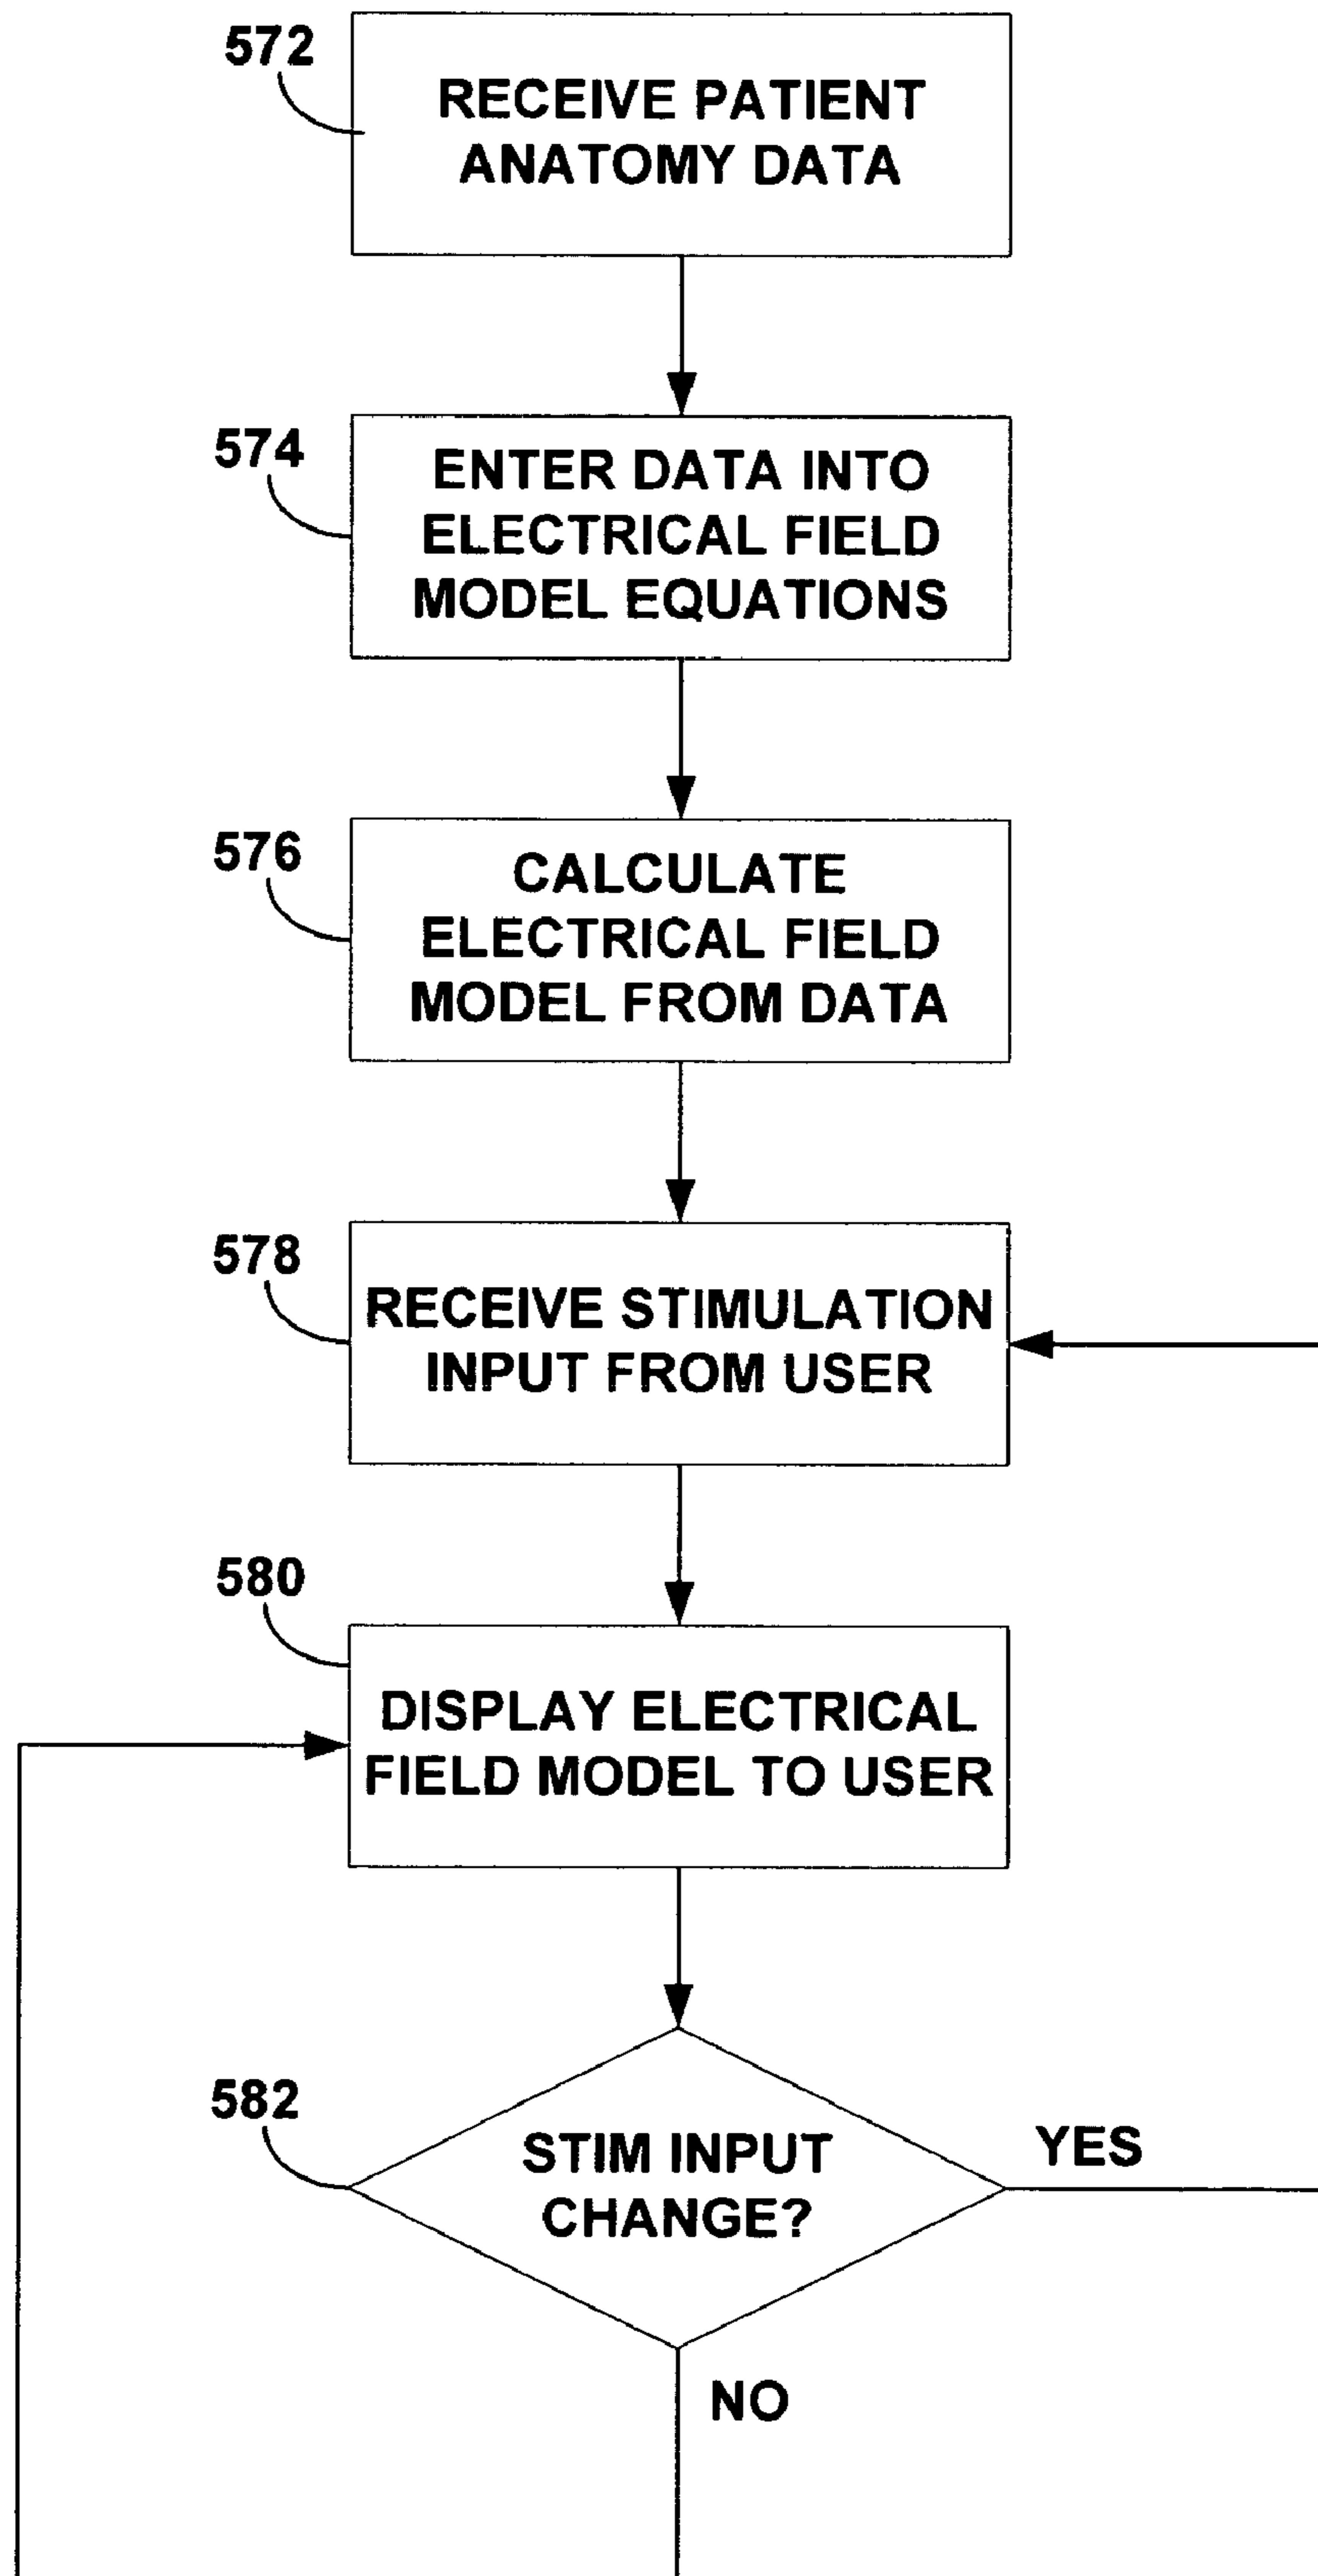 572
RECEIVE PATIENT
ANATOMY DATA
574
ENTER DATA INTO
ELECTRICAL FIELD
MODEL EQUATIONS
576
CALCULATE
ELECTRICAL FIELD
MODEL FROM DATA
578
RECEIVE STIMULATION
INPUT FROM USER
580
DISPLAY ELECTRICAL
FIELD MODEL TO USER
582
STIM INPUT
CHANGE?
YES
NO